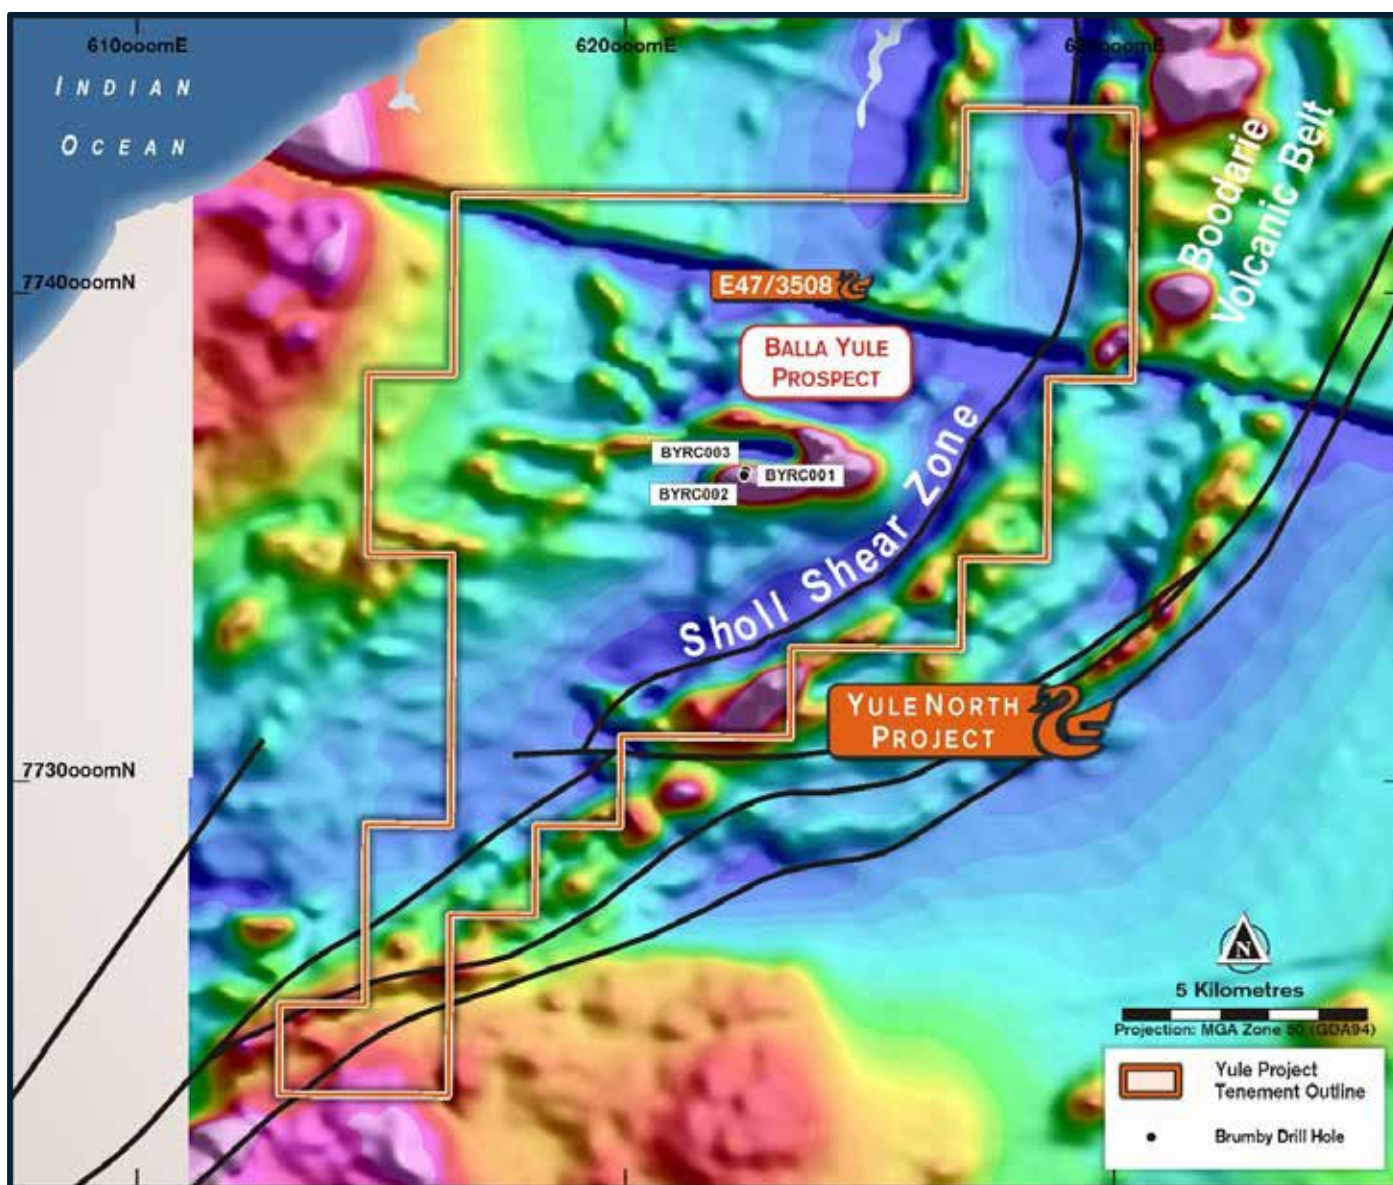 610000mE
620000mE
INDIAN
OCEAN
Boodarie
Volcanic Belt
7740000mN
E47/3508
BALLA YULE
PROSPECT
BYRC003
BYRC001
BYRC002
Sholl Shear Zone
YULE NORTH
PROJECT
7730000mN
N
5 Kilometres
Projection: MGA Zone 50 (GDA94)
Yule Project
Tenement Outline
Brumby Drill Hole